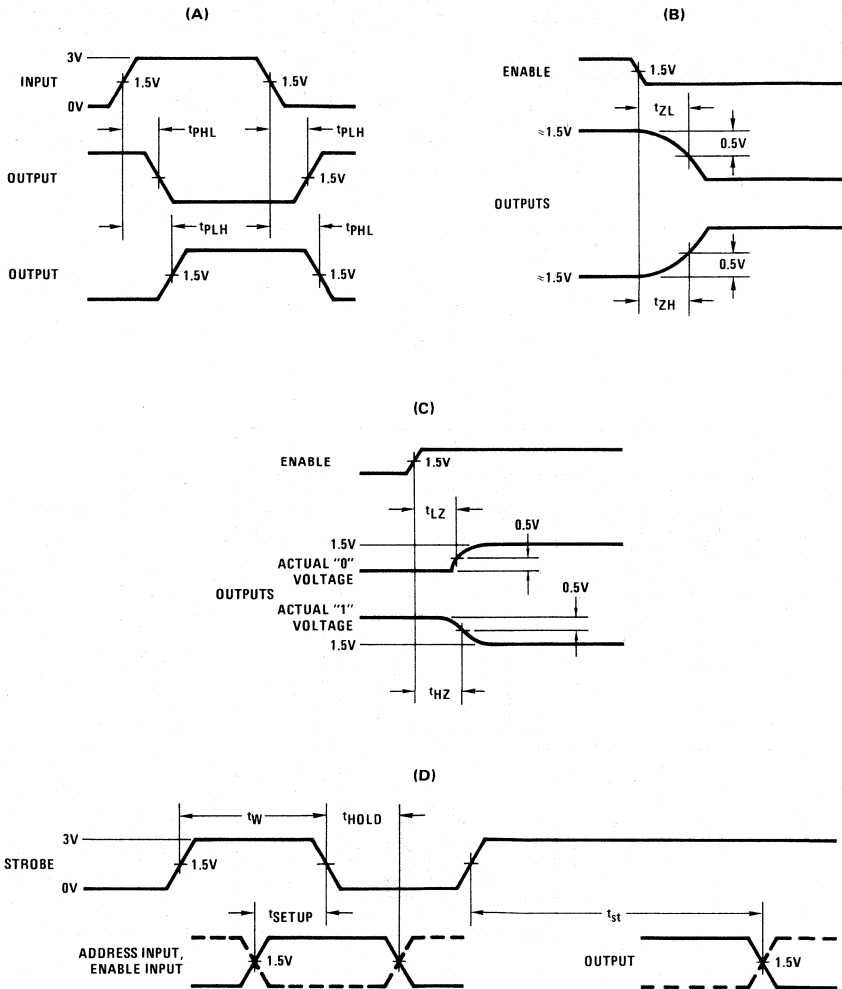 (A)
3V
INPUT
1.5V
1.5V
0V
tPHL
tPLH
OUTPUT
1.5V
tPLH
tPHL
OUTPUT
1.5V
1.5V
(B)
ENABLE
1.5V
tZL
≈1.5V
0.5V
OUTPUTS
≈1.5V
0.5V
tZH
(C)
ENABLE
1.5V
tLZ
0.5V
1.5V
ACTUAL "0"
VOLTAGE
OUTPUTS
0.5V
ACTUAL "1"
VOLTAGE
1.5V
tHZ
(D)
tW
tHOLD
3V
STROBE
1.5V
0V
tSETUP
tst
ADDRESS INPUT,
ENABLE INPUT
1.5V
OUTPUT
1.5V